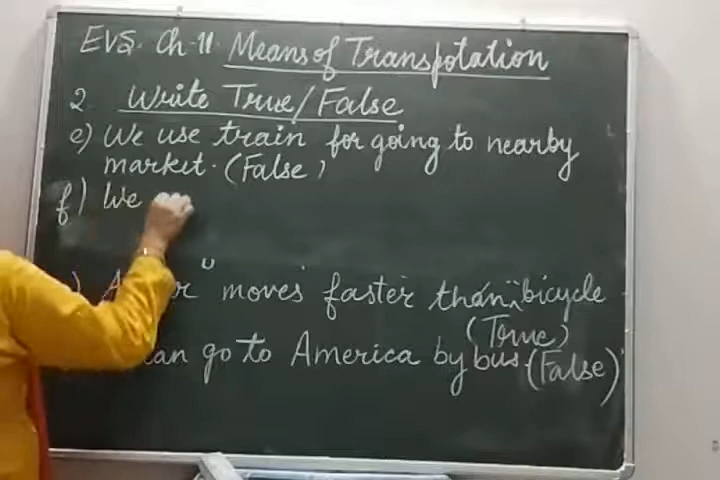 EVS. Ch-11. Means of Transpotation
2. Write True/False
e) We use train for going to nearby
market. (False)
f) We
moves faster than bicycle
(True)
go to America by bus. (False)